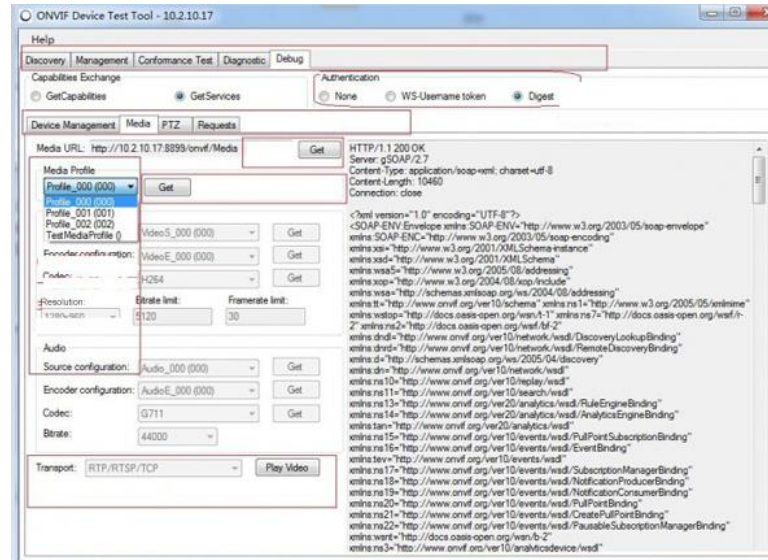 ONVIF Device Test Tool - 10.2.10.17
Help
Discovery Management Conformance Test Diagnostic Debug
Capabilities Exchange
GetCapabilities GetServices
Authentication
None WS-Username token Digest
Device Management Media PTZ Requests
Media URL: http://10.2.10.17:8899/onvif/Media Get
Media Profile
Profile_000 (000) Get
Profile_000 (000)
Profile_001 (001)
Profile_002 (002)
TestMediaProfile ()
VideoS_000 (000) Get
Encoder configuration: VideoE_000 (000) Get
Codec: H264 Get
Resolution: Bitrate limit: Framerate limit:
1280x960 5120 30
Audio
Source configuration: Audio_000 (000) Get
Encoder configuration: AudioE_000 (000) Get
Codec: G711 Get
Bitrate: 44000
Transport: RTP/RTSP/TCP Play Video
HTTP/1.1 200 OK
Server: gSOAP/2.7
Content-Type: application/soap+xml; charset=utf-8
Content-Length: 10460
Connection: close
<?xml version="1.0" encoding="UTF-8"?>
<SOAP-ENV:Envelope xmlns:SOAP-ENV="http://www.w3.org/2003/05/soap-envelope"
xmlns:SOAP-ENC="http://www.w3.org/2003/05/soap-encoding"
xmlns:xsi="http://www.w3.org/2001/XMLSchema-instance"
xmlns:xsd="http://www.w3.org/2001/XMLSchema"
xmlns:wsa5="http://www.w3.org/2005/08/addressing"
xmlns:xop="http://www.w3.org/2004/08/xop/include"
xmlns:wsa="http://schemas.xmlsoap.org/ws/2004/08/addressing"
xmlns:tt="http://www.onvif.org/ver10/schema" xmlns:ns1="http://www.w3.org/2005/05/xmlmime"
xmlns:wstop="http://docs.oasis-open.org/wsn/t-1" xmlns:ns7="http://docs.oasis-open.org/wsrf/r-
2" xmlns:ns2="http://docs.oasis-open.org/wsrf/bf-2"
xmlns:dndl="http://www.onvif.org/ver10/network/wsdl/DiscoveryLookupBinding"
xmlns:dnrd="http://www.onvif.org/ver10/network/wsdl/RemoteDiscoveryBinding"
xmlns:d="http://schemas.xmlsoap.org/ws/2005/04/discovery"
xmlns:dn="http://www.onvif.org/ver10/network/wsdl"
xmlns:ns10="http://www.onvif.org/ver10/replay/wsdl"
xmlns:ns11="http://www.onvif.org/ver10/search/wsdl"
xmlns:ns13="http://www.onvif.org/ver20/analytics/wsdl/RuleEngineBinding"
xmlns:ns14="http://www.onvif.org/ver20/analytics/wsdl/AnalyticsEngineBinding"
xmlns:tan="http://www.onvif.org/ver20/analytics/wsdl"
xmlns:ns15="http://www.onvif.org/ver10/events/wsdl/PullPointSubscriptionBinding"
xmlns:ns16="http://www.onvif.org/ver10/events/wsdl/EventBinding"
xmlns:tev="http://www.onvif.org/ver10/events/wsdl"
xmlns:ns17="http://www.onvif.org/ver10/events/wsdl/SubscriptionManagerBinding"
xmlns:ns18="http://www.onvif.org/ver10/events/wsdl/NotificationProducerBinding"
xmlns:ns19="http://www.onvif.org/ver10/events/wsdl/NotificationConsumerBinding"
xmlns:ns20="http://www.onvif.org/ver10/events/wsdl/PullPointBinding"
xmlns:ns21="http://www.onvif.org/ver10/events/wsdl/CreatePullPointBinding"
xmlns:ns22="http://www.onvif.org/ver10/events/wsdl/PausableSubscriptionManagerBinding"
xmlns:wsnt="http://docs.oasis-open.org/wsn/b-2"
xmlns:ns3="http://www.onvif.org/ver10/analyticsdevice/wsdl"